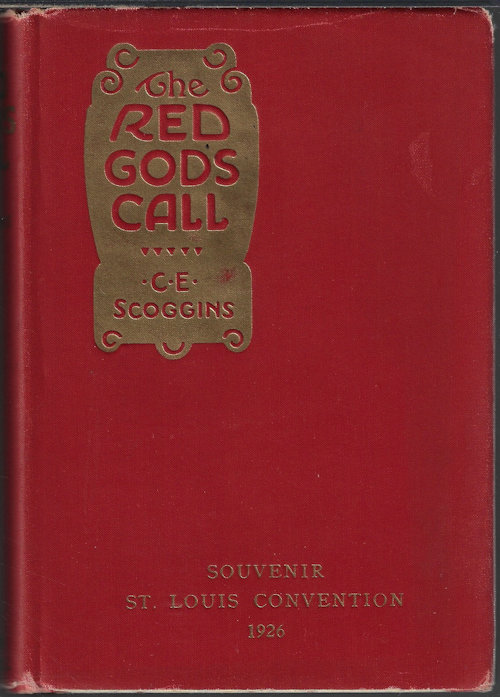 The
RED
GODS
CALL
·C·E·
SCOGGINS
SOUVENIR
ST. LOUIS CONVENTION
1926